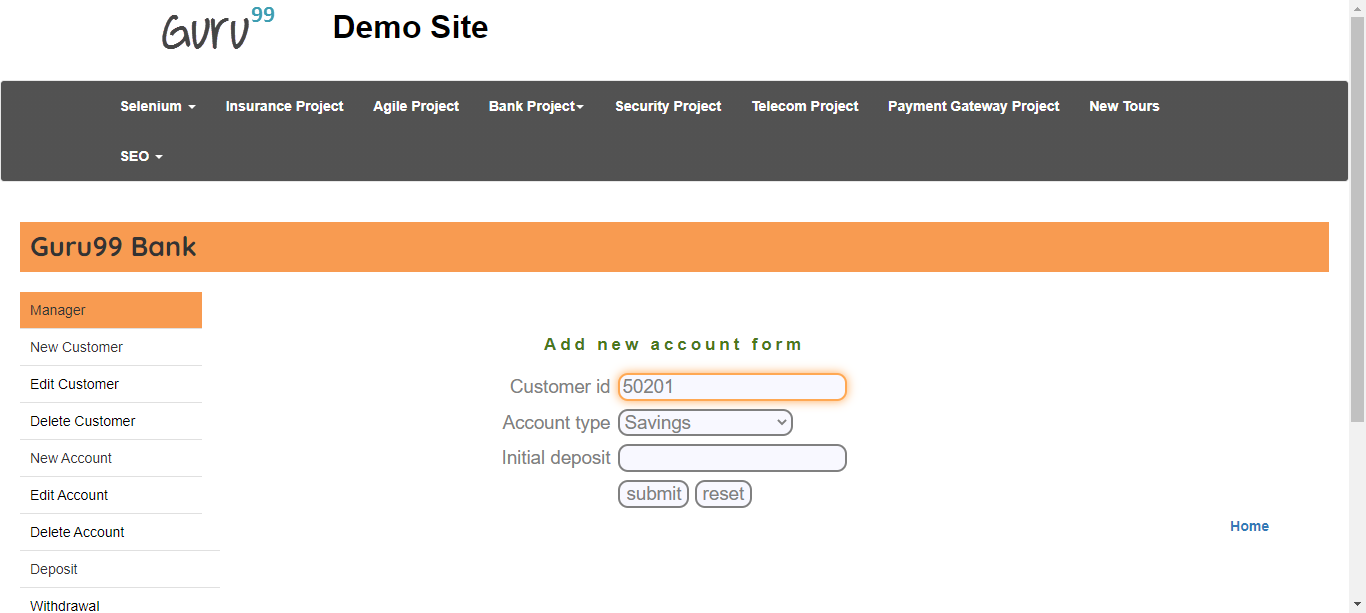 Guru99 Demo Site
Selenium Insurance Project Agile Project Bank Project Security Project Telecom Project Payment Gateway Project New Tours
SEO
Guru99 Bank
Manager
New Customer
Edit Customer
Delete Customer
New Account
Edit Account
Delete Account
Deposit
Withdrawal
Add new account form
Customer id 50201
Account type Savings
Initial deposit
submit reset
Home